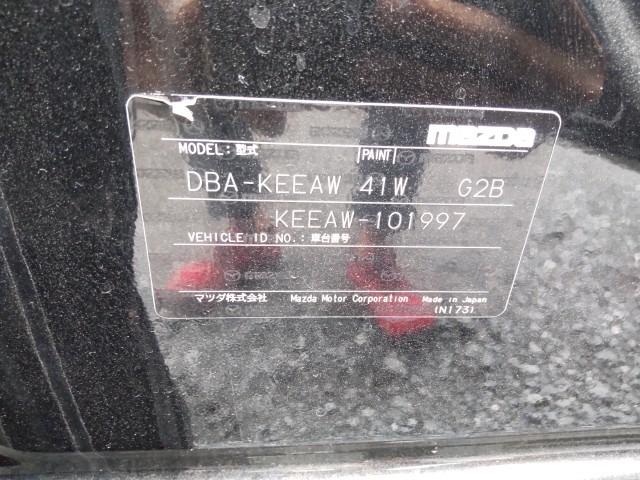 mazda
MODEL: 型式 PAINT
DBA-KEEAW 41W G2B
KEEAW-101997
VEHICLE ID NO.: 車台番号
マツダ株式会社 Mazda Motor Corporation Made in Japan
(N173)